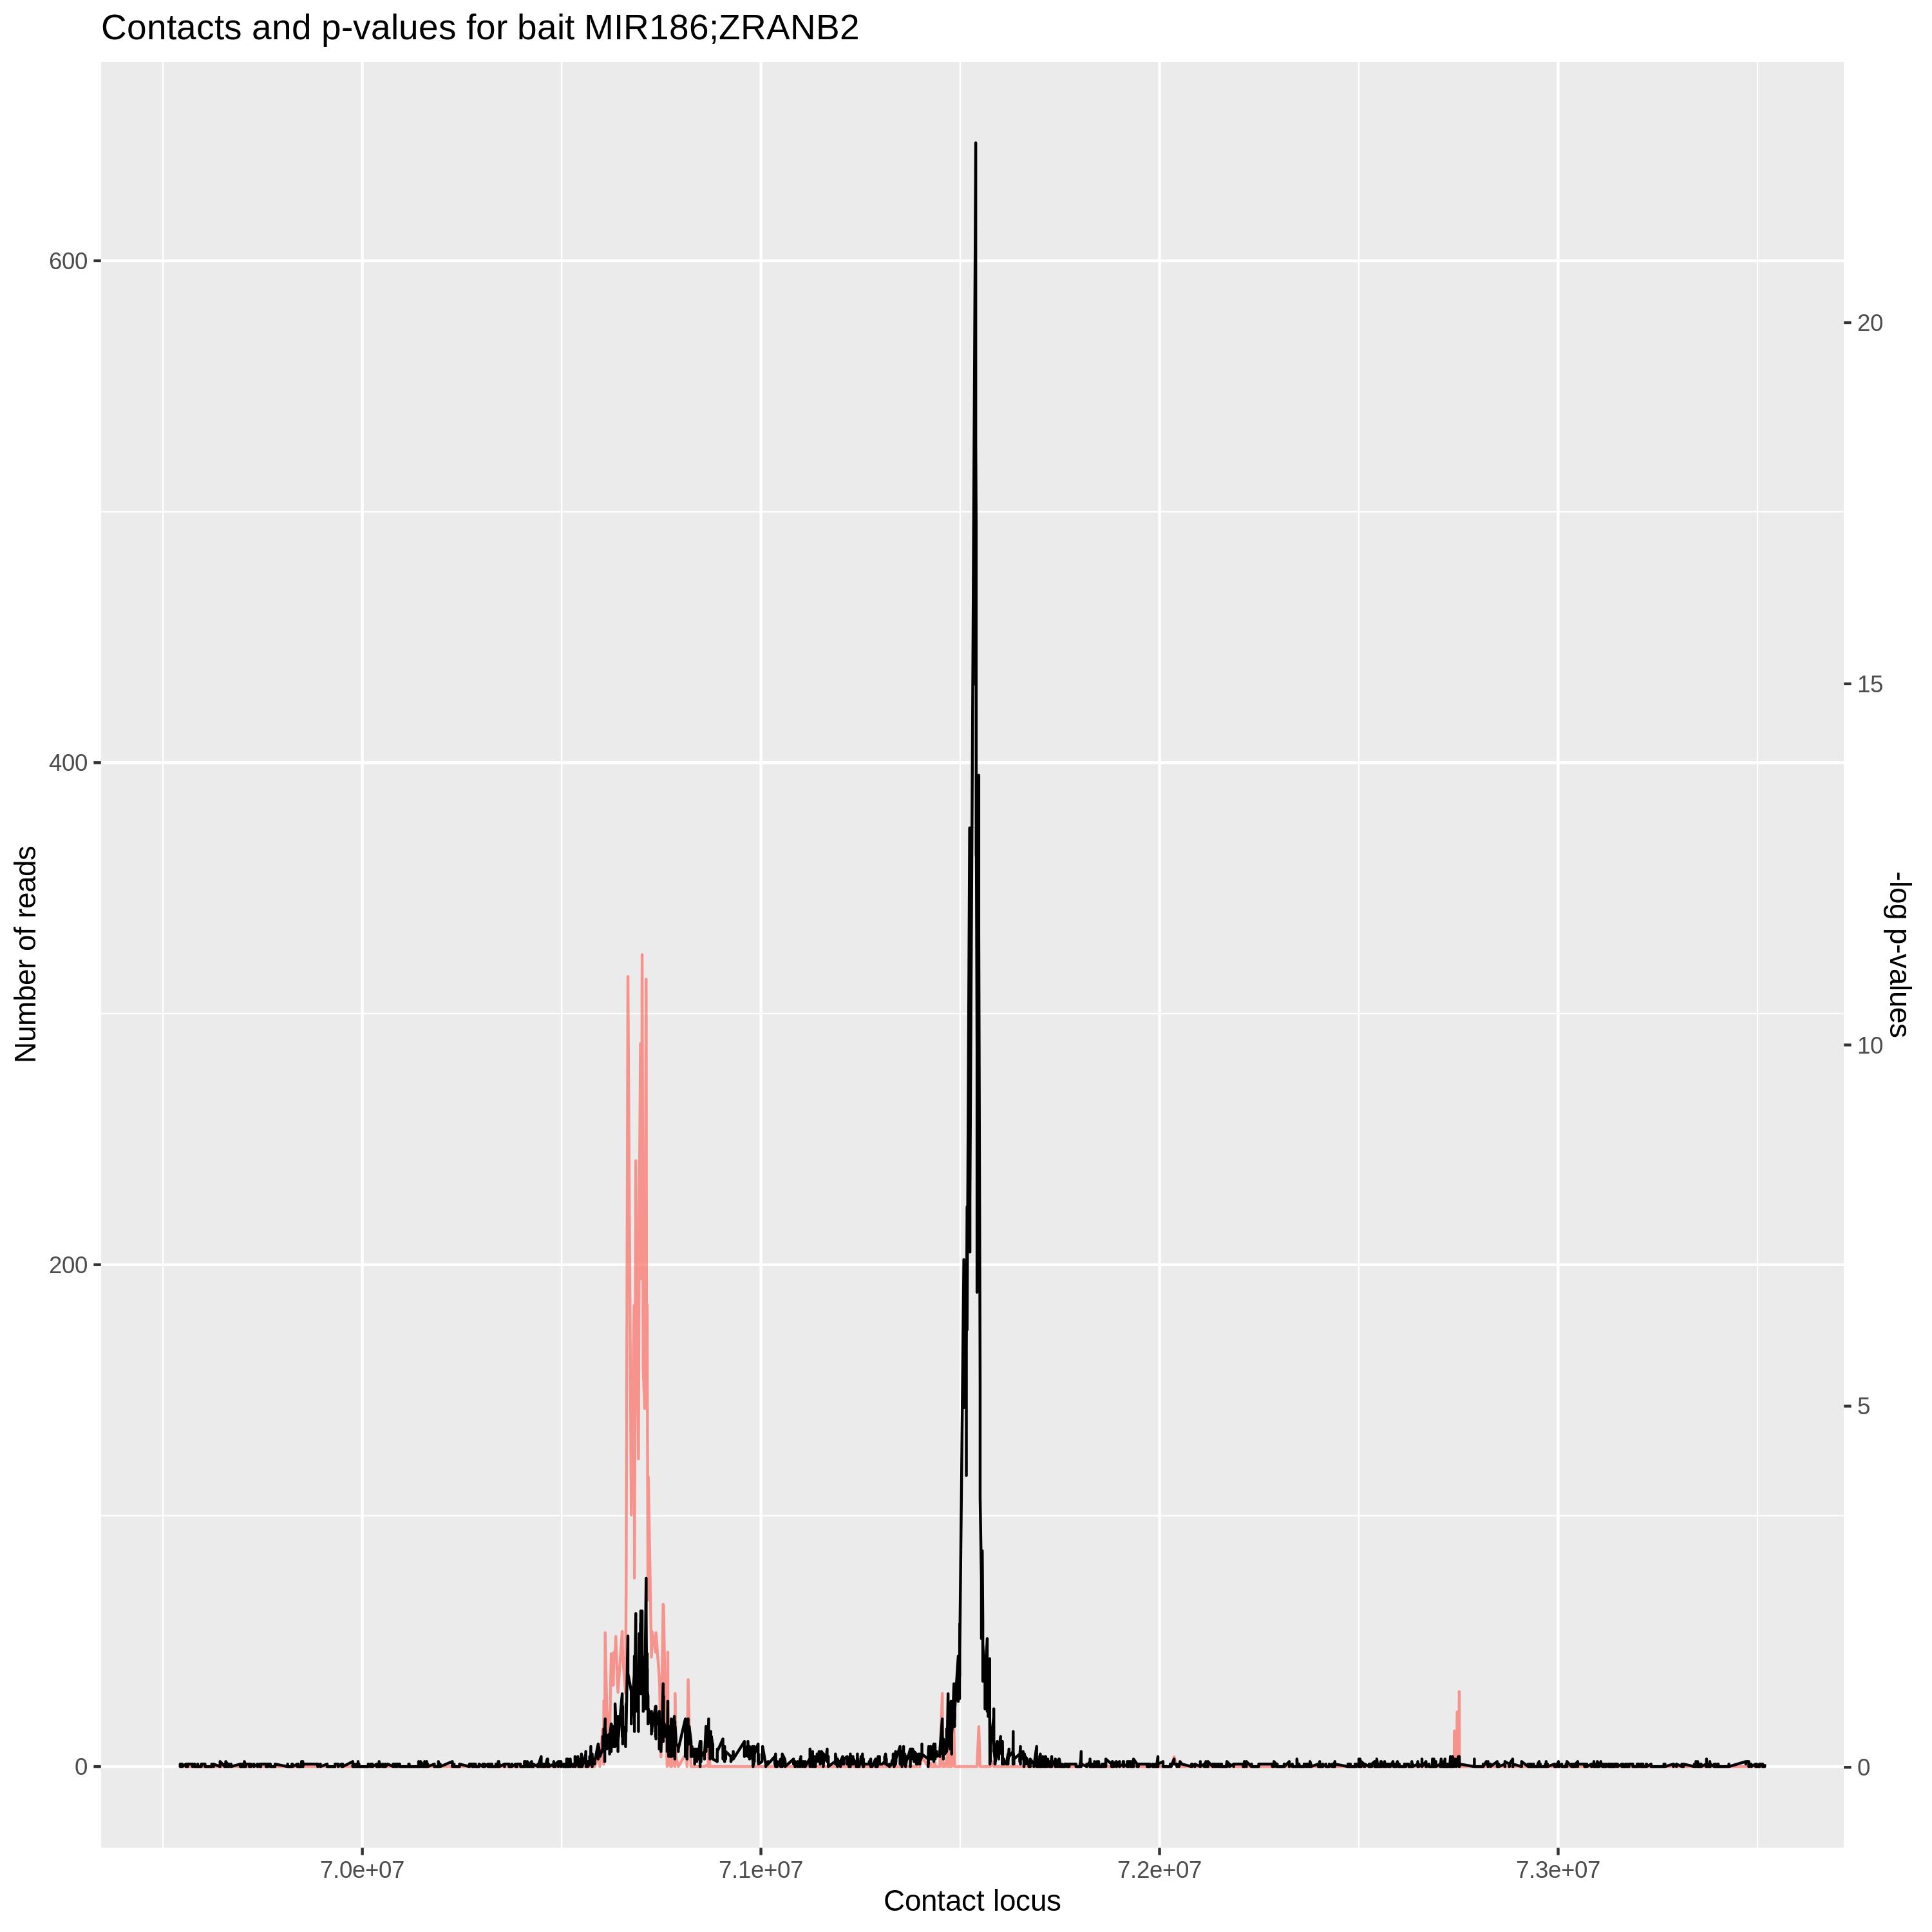 Contacts and p-values for bait MIR186;ZRANB2
600
400
200
0
Number of reads
20
15
10
5
0
-log p-values
7.0e+07 7.1e+07 7.2e+07 7.3e+07
Contact locus